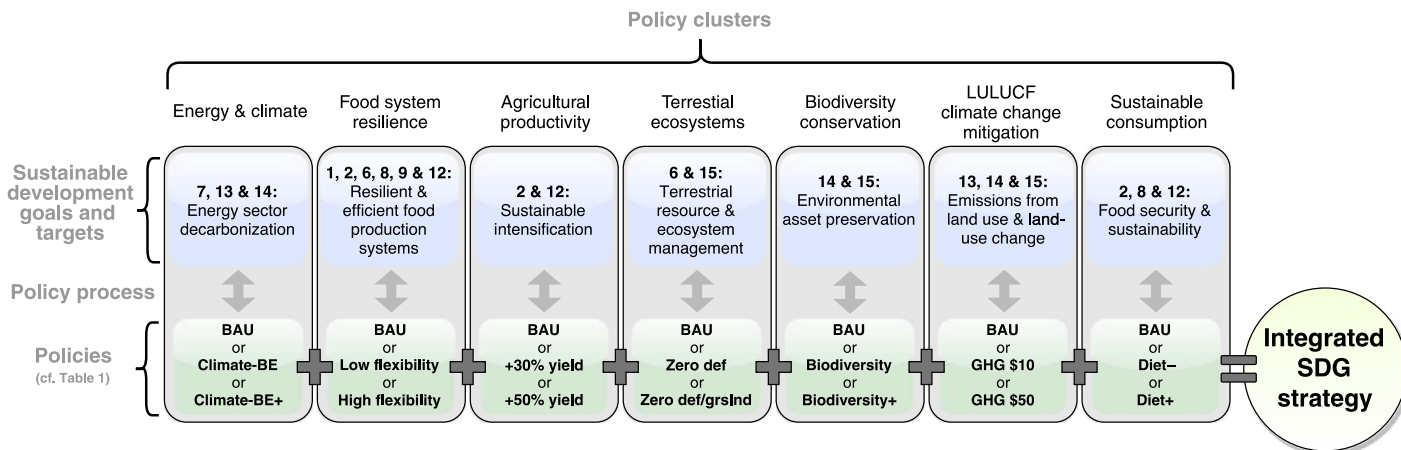 Policy clusters
Energy & climate
Food system
resilience
Agricultural
productivity
Terrestial
ecosystems
Biodiversity
conservation
LULUCF
climate change
mitigation
Sustainable
consumption
Sustainable
development
goals and
targets
7, 13 & 14:
Energy sector
decarbonization
1, 2, 6, 8, 9 & 12:
Resilient &
efficient food
production
systems
2 & 12:
Sustainable
intensification
6 & 15:
Terrestrial
resource &
ecosystem
management
14 & 15:
Environmental
asset preservation
13, 14 & 15:
Emissions from
land use & land-
use change
2, 8 & 12:
Food security &
sustainability
Policy process
Policies
(cf. Table 1)
BAU
or
Climate-BE
or
Climate-BE+
BAU
or
Low flexibility
or
High flexibility
BAU
or
+30% yield
or
+50% yield
BAU
or
Zero def
or
Zero def/grslnd
BAU
or
Biodiversity
or
Biodiversity+
BAU
or
GHG $10
or
GHG $50
BAU
or
Diet–
or
Diet+
Integrated
SDG
strategy